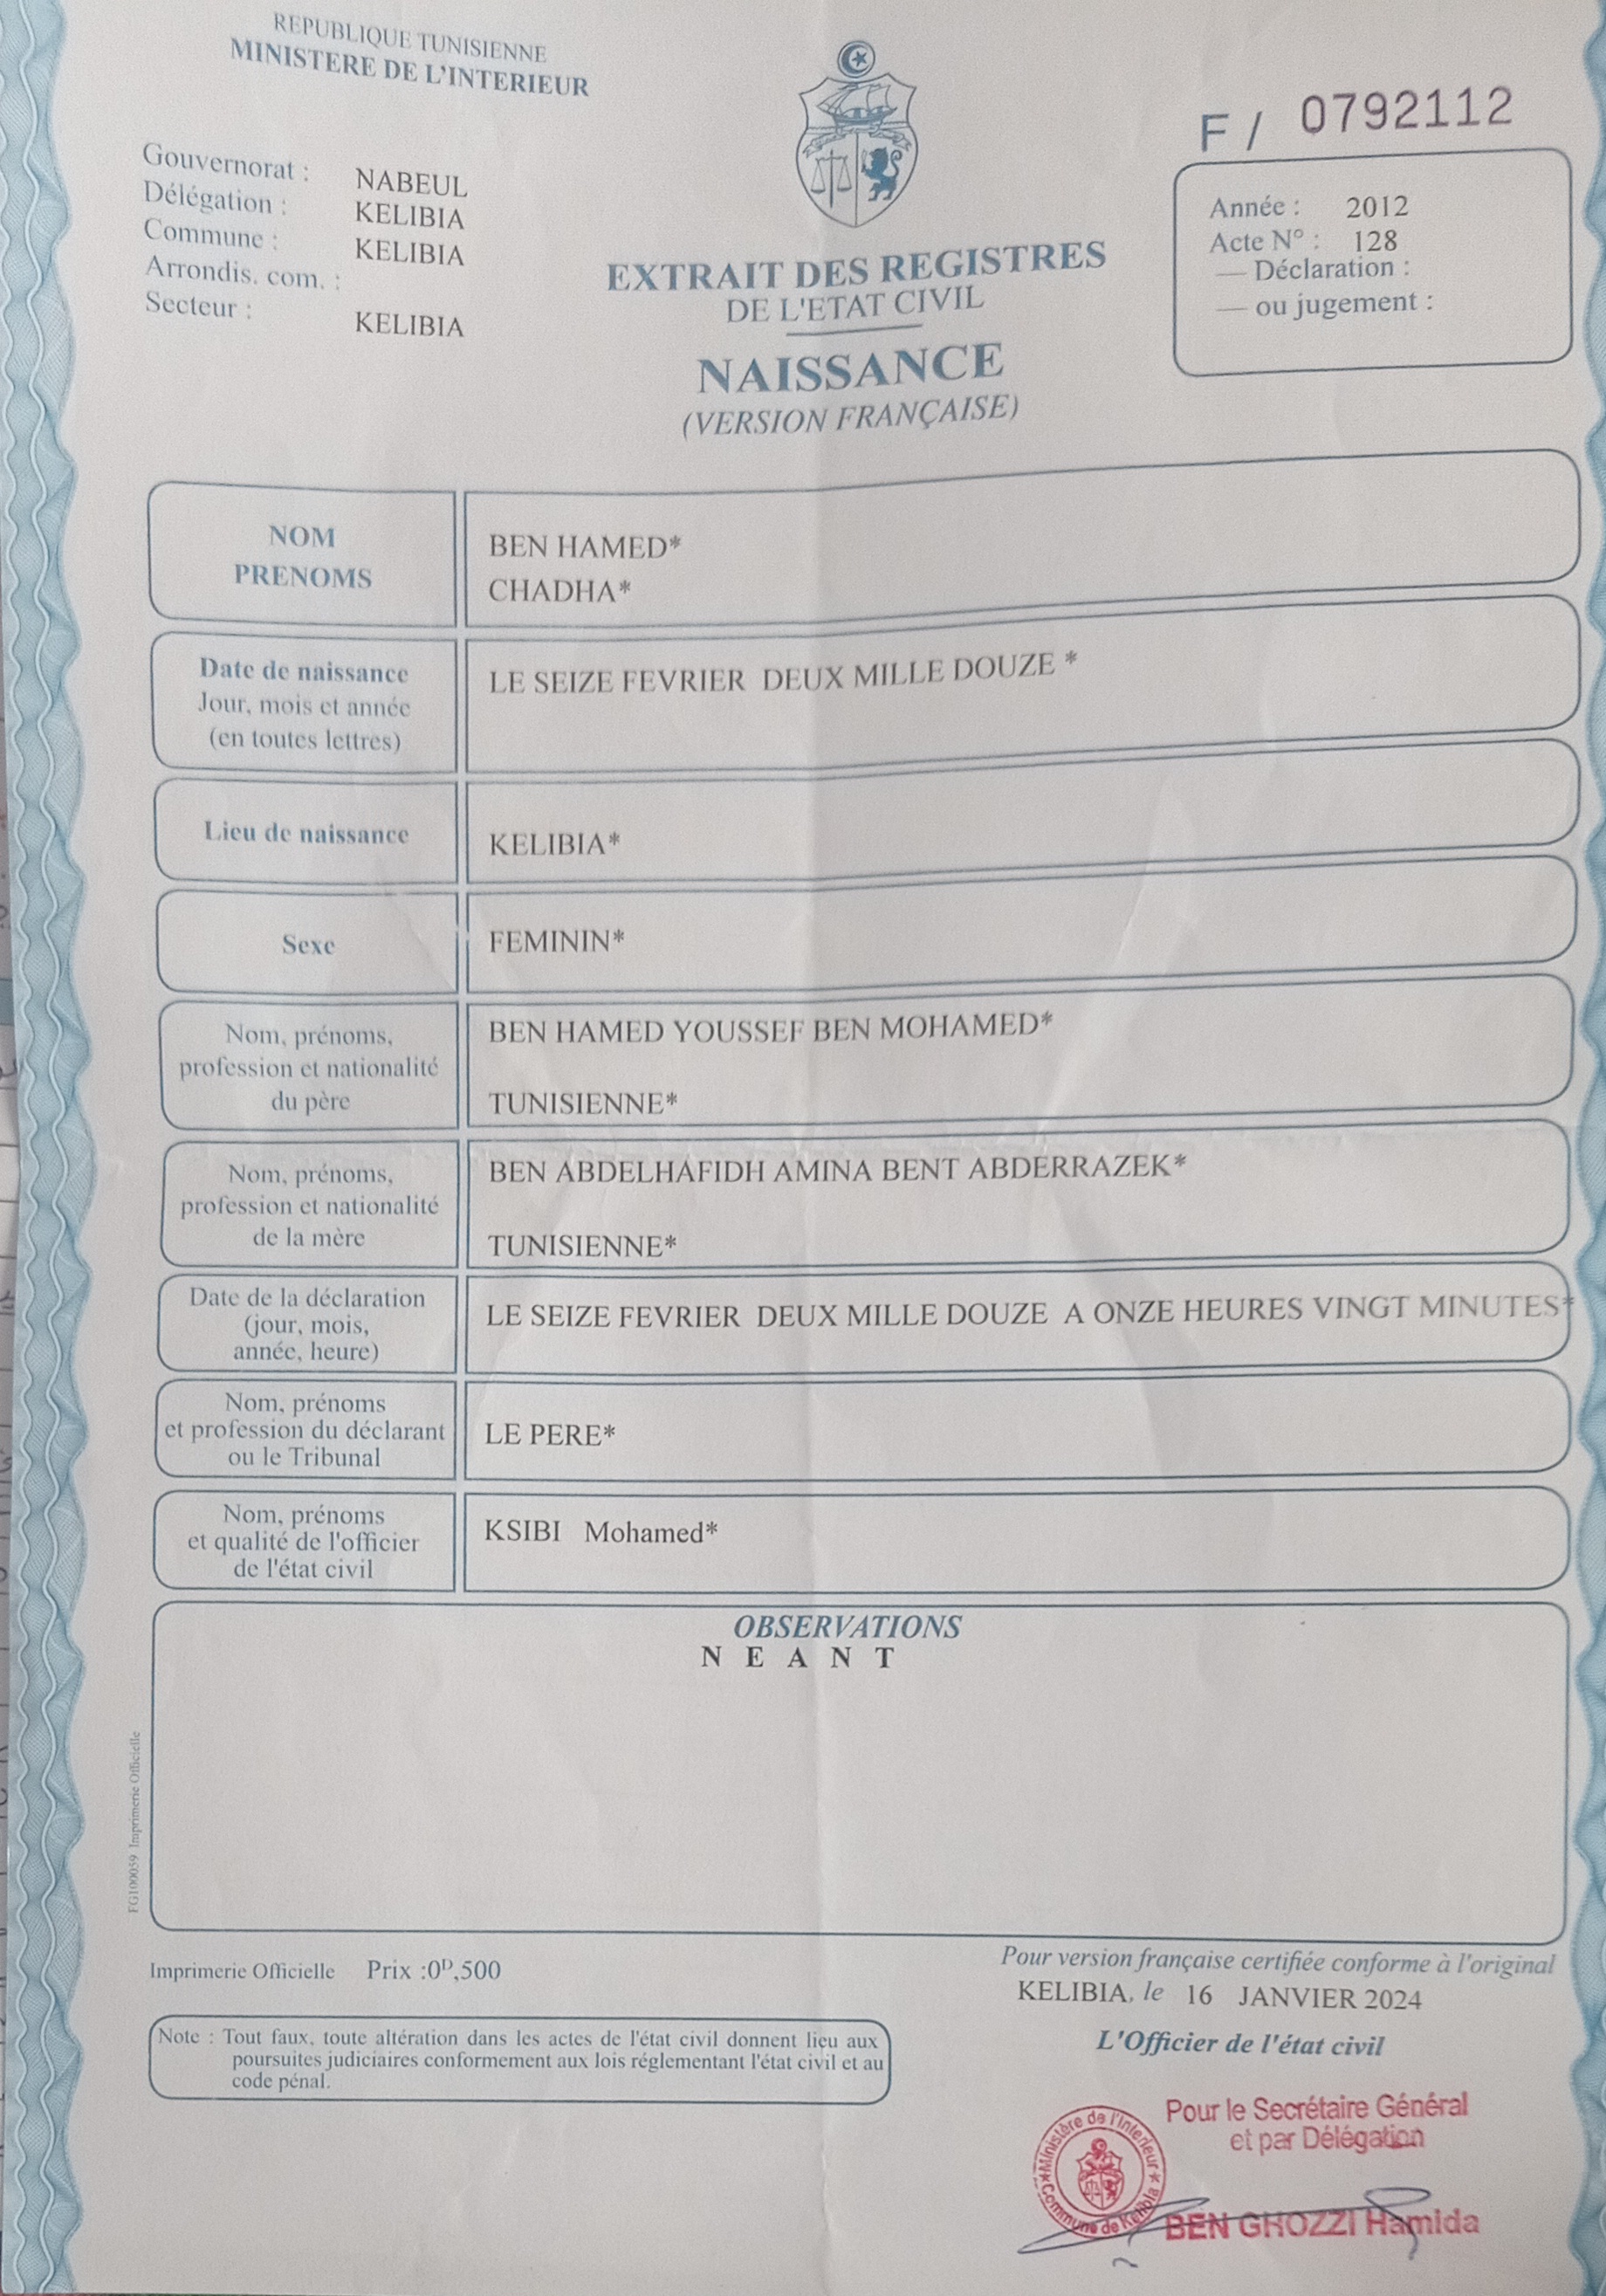 REPUBLIQUE TUNISIENNE
MINISTERE DE L'INTERIEUR
Gouvernorat : NABEUL
Délégation : KELIBIA
Commune : KELIBIA
Arrondis. com. :
Secteur : KELIBIA
F / 0792112
Année : 2012
Acte N° : 128
— Déclaration :
— ou jugement :
EXTRAIT DES REGISTRES
DE L'ETAT CIVIL
NAISSANCE
(VERSION FRANÇAISE)
NOM
PRENOMS
BEN HAMED*
CHADHA*
Date de naissance
Jour, mois et année
(en toutes lettres)
LE SEIZE FEVRIER DEUX MILLE DOUZE *
Lieu de naissance
KELIBIA*
Sexe
FEMININ*
Nom, prénoms,
profession et nationalité
du père
BEN HAMED YOUSSEF BEN MOHAMED*
TUNISIENNE*
Nom, prénoms,
profession et nationalité
de la mère
BEN ABDELHAFIDH AMINA BENT ABDERRAZEK*
TUNISIENNE*
Date de la déclaration
(jour, mois,
année, heure)
LE SEIZE FEVRIER DEUX MILLE DOUZE A ONZE HEURES VINGT MINUTES*
Nom, prénoms
et profession du déclarant
ou le Tribunal
LE PERE*
Nom, prénoms
et qualité de l'officier
de l'état civil
KSIBI Mohamed*
OBSERVATIONS
N E A N T
FG100059 Imprimerie Officielle
Imprimerie Officielle Prix :0ᴰ,500
Pour version française certifiée conforme à l'original
KELIBIA, le 16 JANVIER 2024
L'Officier de l'état civil
Note : Tout faux, toute altération dans les actes de l'état civil donnent lieu aux
poursuites judiciaires conformement aux lois réglementant l'état civil et au
code pénal.
Pour le Secrétaire Général
et par Délégation
Ministère de l'Interieur * Commune de Kelibia *
BEN GHOZZI Hamida